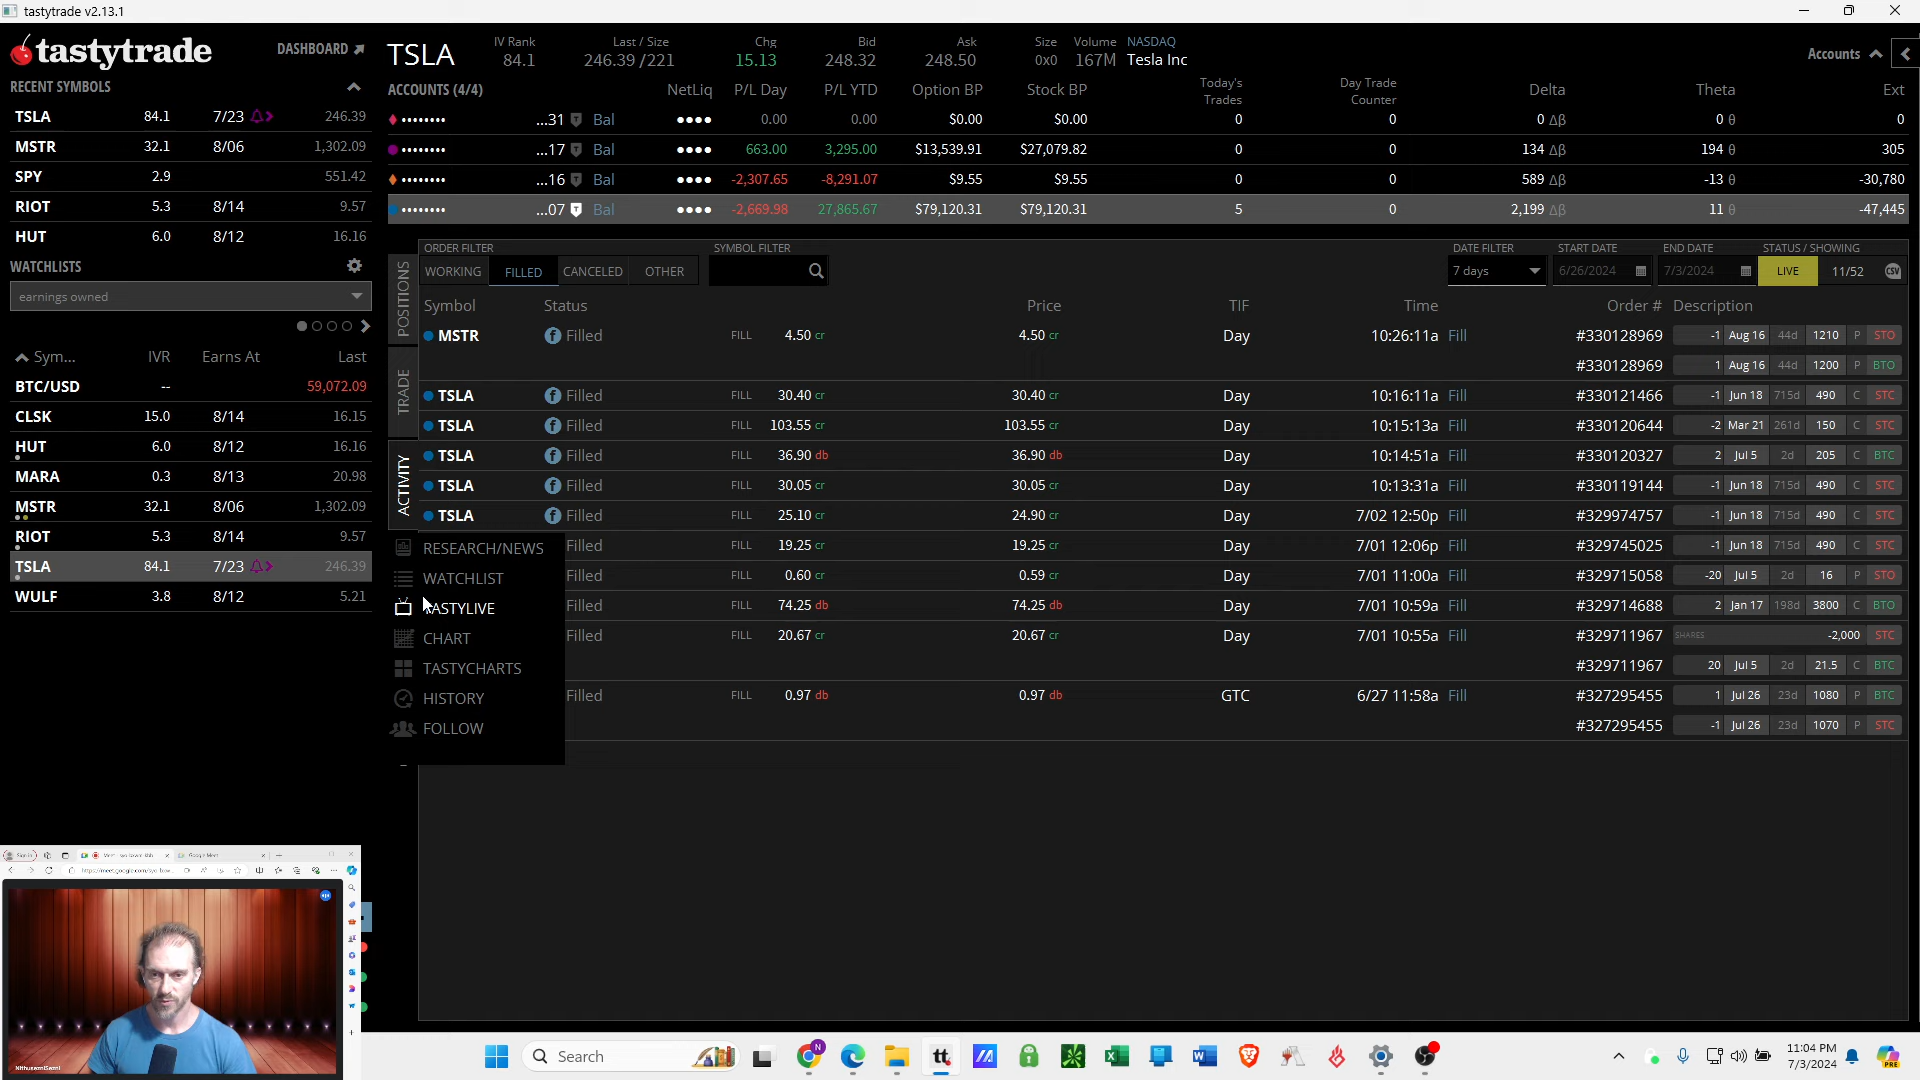 tastytrade v2.13.1
tastytrade DASHBOARD
RECENT SYMBOLS
TSLA 84.1 7/23 246.39
MSTR 32.1 8/06 1,302.09
SPY 2.9 551.42
RIOT 5.3 8/14 9.57
HUT 6.0 8/12 16.16
WATCHLISTS
earnings owned
Sym... IVR Earns At Last
BTC/USD -- 59,072.09
CLSK 15.0 8/14 16.15
HUT 6.0 8/12 16.16
MARA 0.3 8/13 20.98
MSTR 32.1 8/06 1,302.09
RIOT 5.3 8/14 9.57
TSLA 84.1 7/23 246.39
WULF 3.8 8/12 5.21
TSLA IV Rank 84.1 Last / Size 246.39 /221 Chg 15.13 Bid 248.32 Ask 248.50 Size 0x0 Volume 167M NASDAQ Tesla Inc
Accounts
ACCOUNTS (4/4) NetLiq P/L Day P/L YTD Option BP Stock BP Today's Trades Day Trade Counter Delta Theta Ext
...31 Bal 0.00 0.00 $0.00 $0.00 0 0 0 Δβ 0 θ 0
...17 Bal 663.00 3,295.00 $13,539.91 $27,079.82 0 0 134 Δβ 194 θ 305
...16 Bal -2,307.65 -8,291.07 $9.55 $9.55 0 0 589 Δβ -13 θ -30,780
...07 Bal -2,669.98 27,865.67 $79,120.31 $79,120.31 5 0 2,199 Δβ 11 θ -47,445
POSITIONS
TRADE
ACTIVITY
ORDER FILTER SYMBOL FILTER DATE FILTER START DATE END DATE STATUS / SHOWING
WORKING FILLED CANCELED OTHER 7 days 6/26/2024 7/3/2024 LIVE 11/52 CSV
Symbol Status Price TIF Time Order # Description
MSTR Filled FILL 4.50 cr 4.50 cr Day 10:26:11a Fill #330128969 -1 Aug 16 44d 1210 P STO
#330128969 1 Aug 16 44d 1200 P BTO
TSLA Filled FILL 30.40 cr 30.40 cr Day 10:16:11a Fill #330121466 -1 Jun 18 715d 490 C STC
TSLA Filled FILL 103.55 cr 103.55 cr Day 10:15:13a Fill #330120644 -2 Mar 21 261d 150 C STC
TSLA Filled FILL 36.90 db 36.90 db Day 10:14:51a Fill #330120327 2 Jul 5 2d 205 C BTC
TSLA Filled FILL 30.05 cr 30.05 cr Day 10:13:31a Fill #330119144 -1 Jun 18 715d 490 C STC
TSLA Filled FILL 25.10 cr 24.90 cr Day 7/02 12:50p Fill #329974757 -1 Jun 18 715d 490 C STC
Filled FILL 19.25 cr 19.25 cr Day 7/01 12:06p Fill #329745025 -1 Jun 18 715d 490 C STC
Filled FILL 0.60 cr 0.59 cr Day 7/01 11:00a Fill #329715058 -20 Jul 5 2d 16 P STO
Filled FILL 74.25 db 74.25 db Day 7/01 10:59a Fill #329714688 2 Jan 17 198d 3800 C BTO
Filled FILL 20.67 cr 20.67 cr Day 7/01 10:55a Fill #329711967 SHARES -2,000 STC
#329711967 20 Jul 5 2d 21.5 C BTC
Filled FILL 0.97 db 0.97 db GTC 6/27 11:58a Fill #327295455 1 Jul 26 23d 1080 P BTC
#327295455 -1 Jul 26 23d 1070 P STC
RESEARCH/NEWS
WATCHLIST
TASTYLIVE
CHART
TASTYCHARTS
HISTORY
FOLLOW
Sign in Google Meet
Search tt
11:04 PM
7/3/2024
PRE